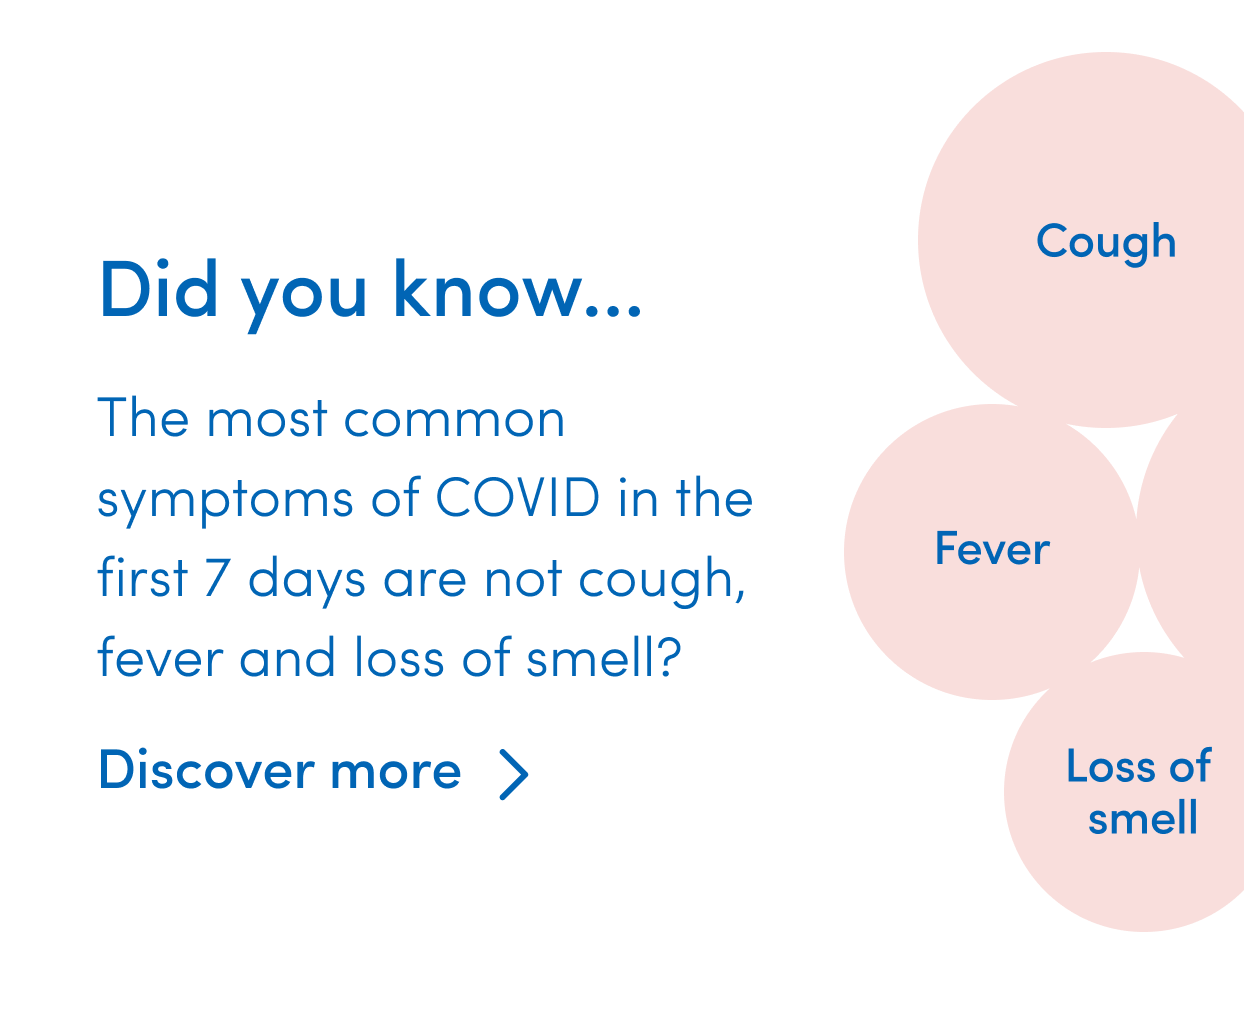 Did you know...
The most common
symptoms of COVID in the
first 7 days are not cough,
fever and loss of smell?
Discover more
Cough
Fever
Loss of
smell